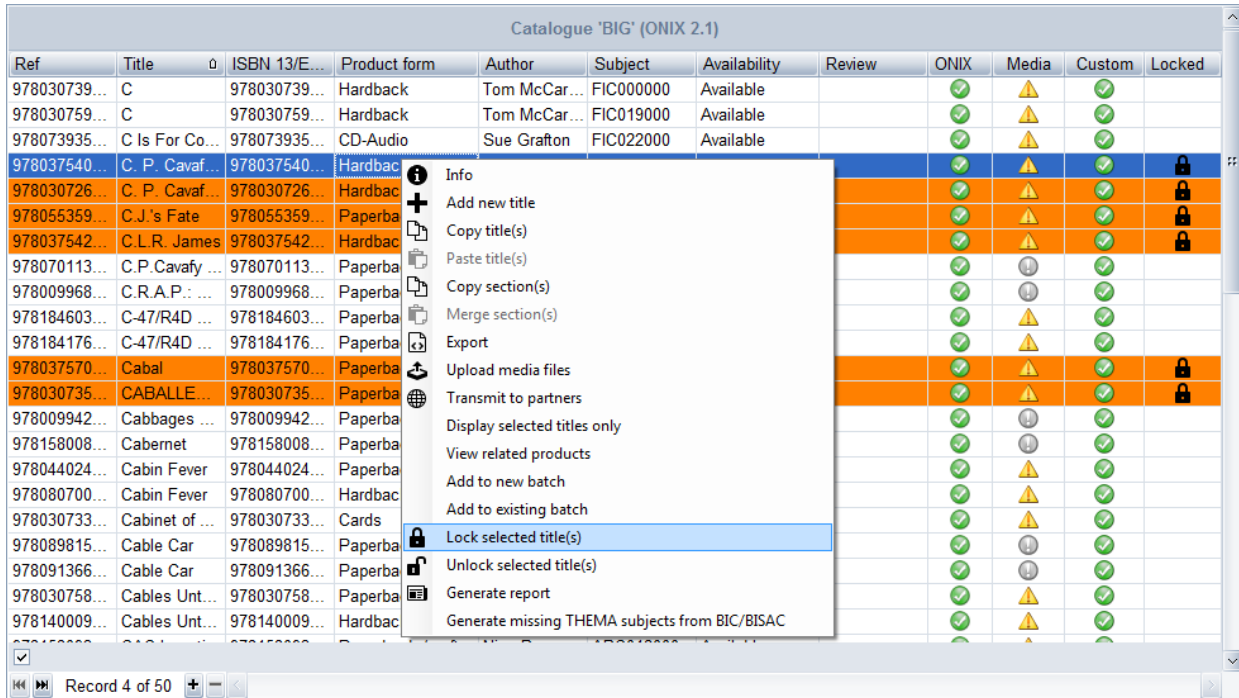 Catalogue 'BIG' (ONIX 2.1)
Ref Title ISBN 13/E... Product form Author Subject Availability Review ONIX Media Custom Locked
978030739... C 978030739... Hardback Tom McCar... FIC000000 Available
978030759... C 978030759... Hardback Tom McCar... FIC019000 Available
978073935... C Is For Co... 978073935... CD-Audio Sue Grafton FIC022000 Available
978037540... C. P. Cavaf... 978037540... Hardbac
978030726... C. P. Cavaf... 978030726... Hardbac
978055359... C.J.'s Fate 978055359... Paperba
978037542... C.L.R. James 978037542... Hardbac
978070113... C.P.Cavafy ... 978070113... Paperba
978009968... C.R.A.P.: ... 978009968... Paperba
978184603... C-47/R4D ... 978184603... Paperba
978184176... C-47/R4D ... 978184176... Paperba
978037570... Cabal 978037570... Paperba
978030735... CABALLE... 978030735... Paperba
978009942... Cabbages ... 978009942... Paperba
978158008... Cabernet 978158008... Paperba
978044024... Cabin Fever 978044024... Paperba
978080700... Cabin Fever 978080700... Hardbac
978030733... Cabinet of ... 978030733... Cards
978089815... Cable Car 978089815... Paperba
978091366... Cable Car 978091366... Paperba
978030758... Cables Unt... 978030758... Paperba
978140009... Cables Unt... 978140009... Hardbac
Info
Add new title
Copy title(s)
Paste title(s)
Copy section(s)
Merge section(s)
Export
Upload media files
Transmit to partners
Display selected titles only
View related products
Add to new batch
Add to existing batch
Lock selected title(s)
Unlock selected title(s)
Generate report
Generate missing THEMA subjects from BIC/BISAC
Record 4 of 50